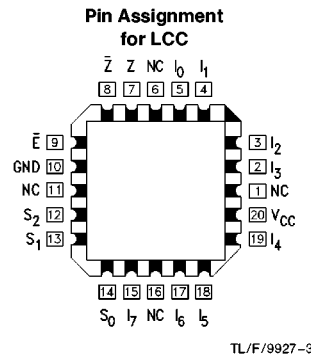 Pin Assignment
for LCC
Z̅ Z NC I₀ I₁
8 7 6 5 4
E̅ 9 3 I₂
GND 10 2 I₃
NC 11 1 NC
S₂ 12 20 V_CC
S₁ 13 19 I₄
14 15 16 17 18
S₀ I₇ NC I₆ I₅
TL/F/9927–3